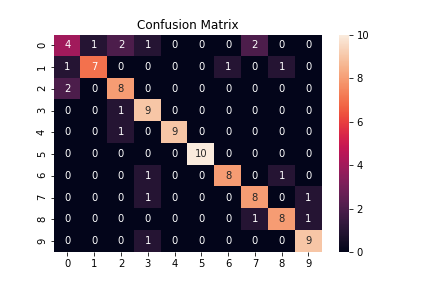 Confusion Matrix
0 4 1 2 1 0 0 0 2 0 0
1 1 7 0 0 0 0 1 0 1 0
2 2 0 8 0 0 0 0 0 0 0
3 0 0 1 9 0 0 0 0 0 0
4 0 0 1 0 9 0 0 0 0 0
5 0 0 0 0 0 10 0 0 0 0
6 0 0 0 1 0 0 8 0 1 0
7 0 0 0 1 0 0 0 8 0 1
8 0 0 0 0 0 0 0 1 8 1
9 0 0 0 1 0 0 0 0 0 9
0 1 2 3 4 5 6 7 8 9
10
8
6
4
2
0